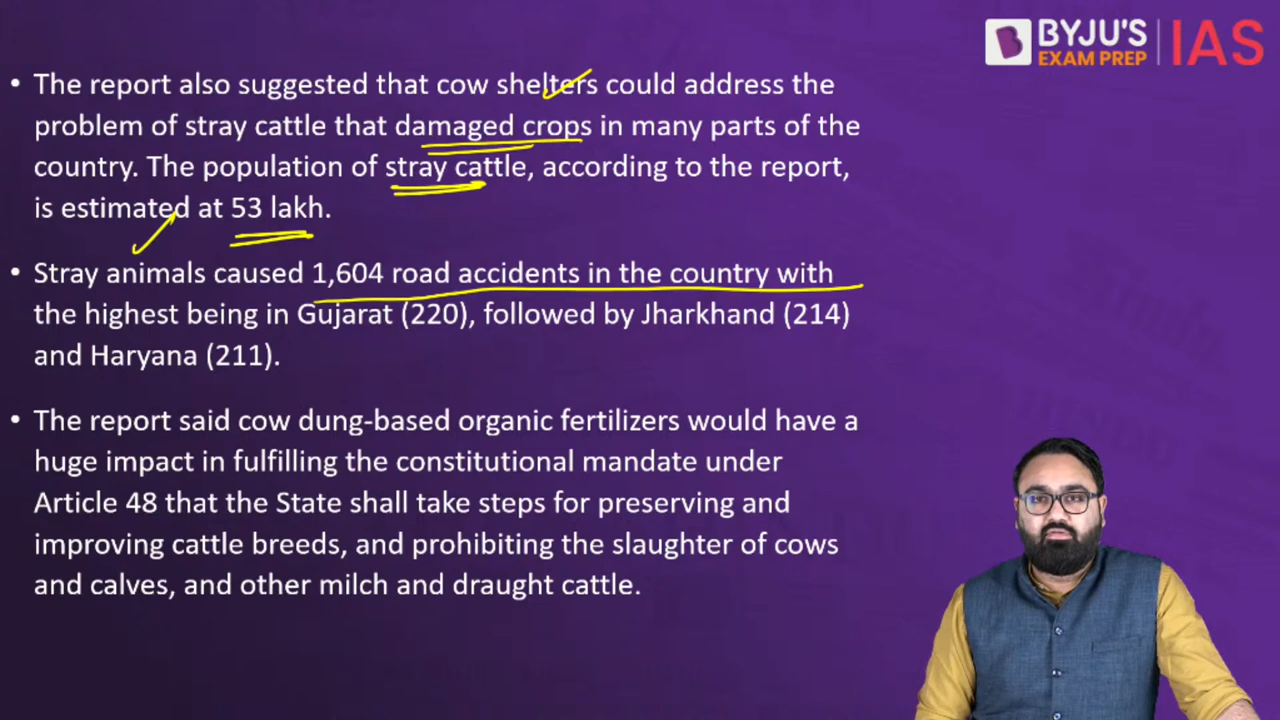 BYJU'S
EXAM PREP
IAS
• The report also suggested that cow shelters could address the
problem of stray cattle that damaged crops in many parts of the
country. The population of stray cattle, according to the report,
is estimated at 53 lakh.
• Stray animals caused 1,604 road accidents in the country with
the highest being in Gujarat (220), followed by Jharkhand (214)
and Haryana (211).
• The report said cow dung-based organic fertilizers would have a
huge impact in fulfilling the constitutional mandate under
Article 48 that the State shall take steps for preserving and
improving cattle breeds, and prohibiting the slaughter of cows
and calves, and other milch and draught cattle.